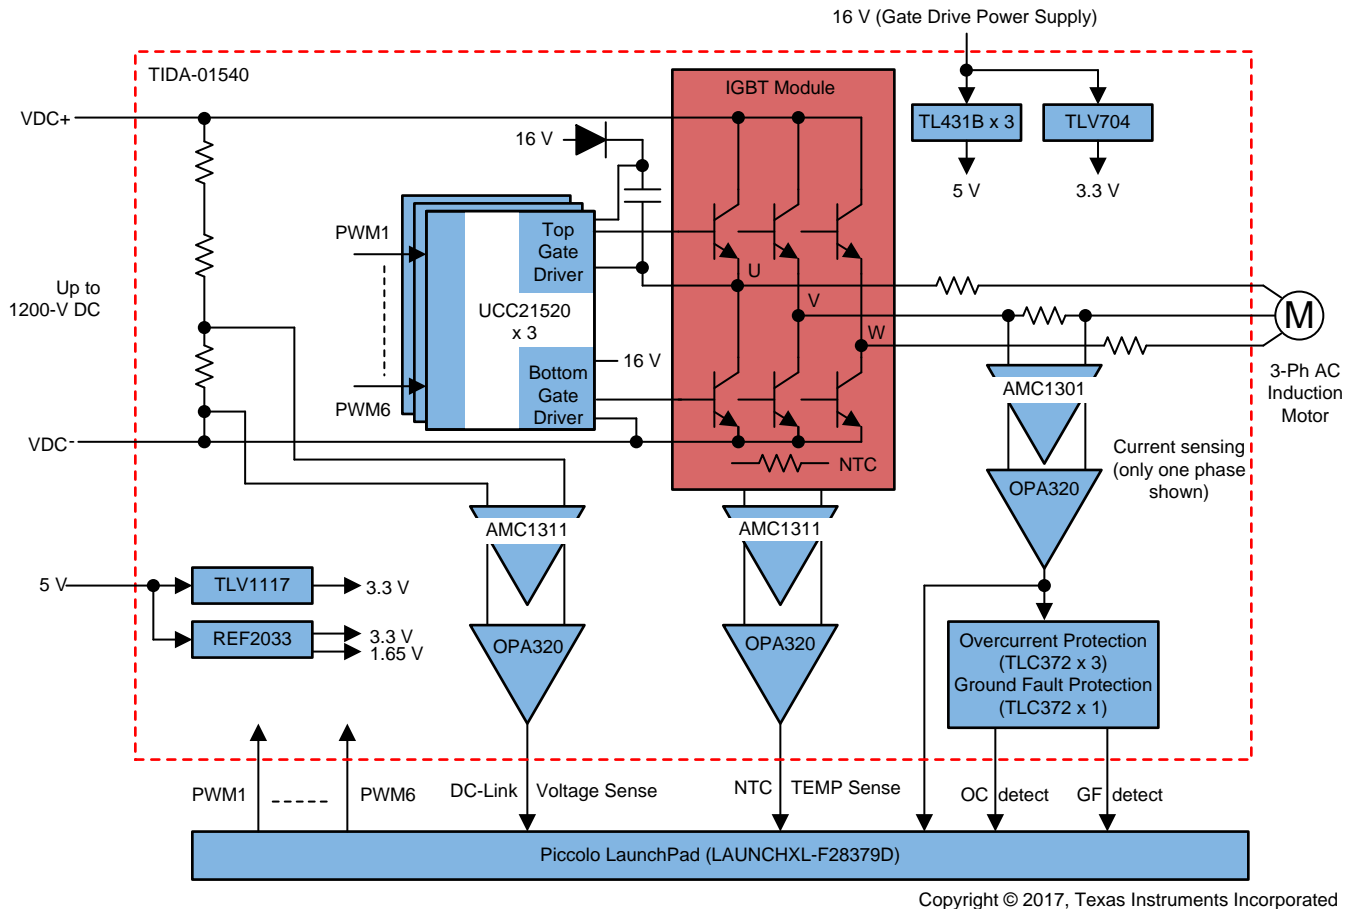 16 V (Gate Drive Power Supply)
TIDA-01540
IGBT Module
VDC+
16 V
TL431B x 3
TLV704
5 V
3.3 V
PWM1
Top
Gate
Driver
U
Up to
1200-V DC
UCC21520
x 3
V
M
W
16 V
Bottom
Gate
Driver
PWM6
AMC1301
3-Ph AC
Induction
Motor
VDC-
NTC
Current sensing
(only one phase
shown)
OPA320
AMC1311
AMC1311
5 V
TLV1117
3.3 V
REF2033
3.3 V
1.65 V
OPA320
OPA320
Overcurrent Protection
(TLC372 x 3)
Ground Fault Protection
(TLC372 x 1)
PWM1
PWM6
DC-Link Voltage Sense
NTC TEMP Sense
OC detect
GF detect
Piccolo LaunchPad (LAUNCHXL-F28379D)
Copyright © 2017, Texas Instruments Incorporated